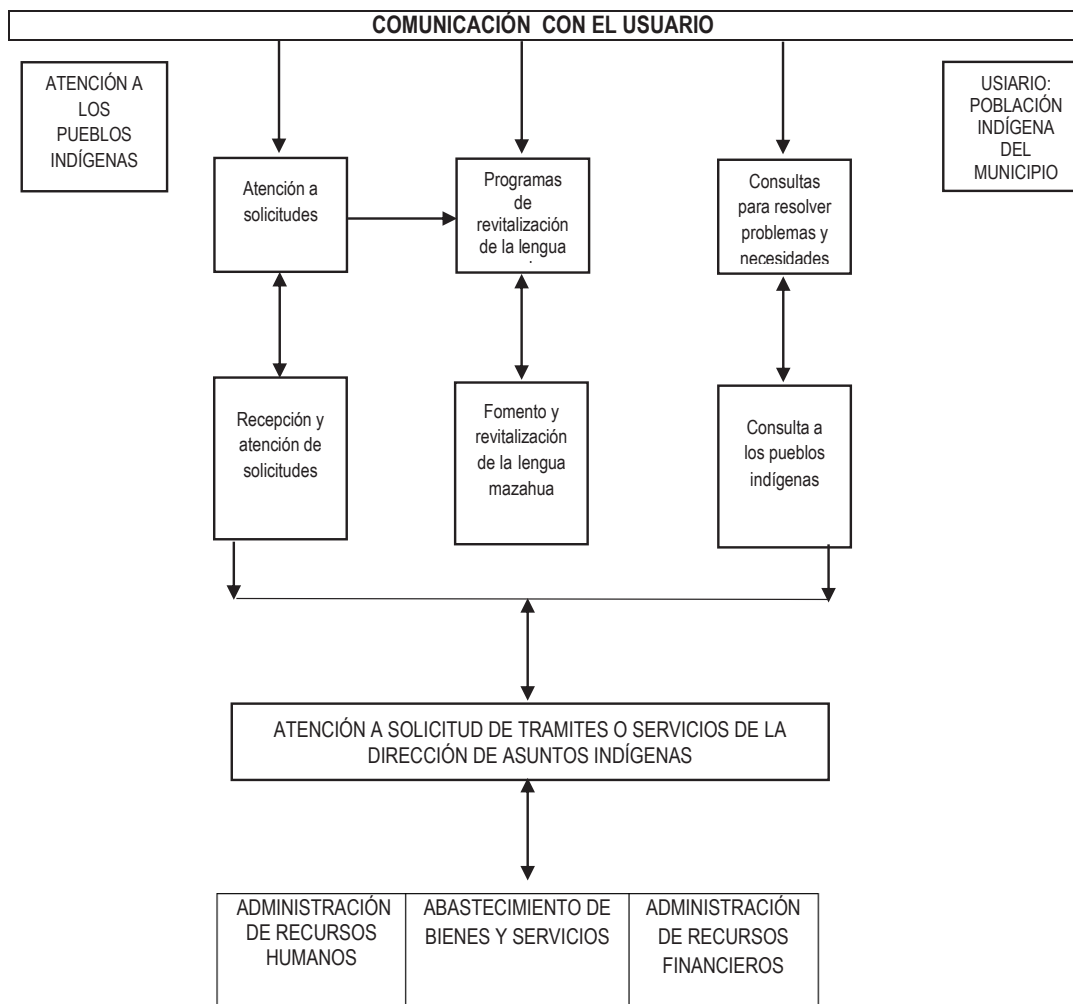 COMUNICACIÓN CON EL USUARIO
ATENCIÓN A
LOS
PUEBLOS
INDÍGENAS
USIARIO:
POBLACIÓN
INDÍGENA
DEL
MUNICIPIO
Atención a
solicitudes
Programas
de
revitalización
de la lengua
Consultas
para resolver
problemas y
necesidades
Recepción y
atención de
solicitudes
Fomento y
revitalización
de la lengua
mazahua
Consulta a
los pueblos
indígenas
ATENCIÓN A SOLICITUD DE TRAMITES O SERVICIOS DE LA
DIRECCIÓN DE ASUNTOS INDÍGENAS
ADMINISTRACIÓN
DE RECURSOS
HUMANOS
ABASTECIMIENTO DE
BIENES Y SERVICIOS
ADMINISTRACIÓN
DE RECURSOS
FINANCIEROS